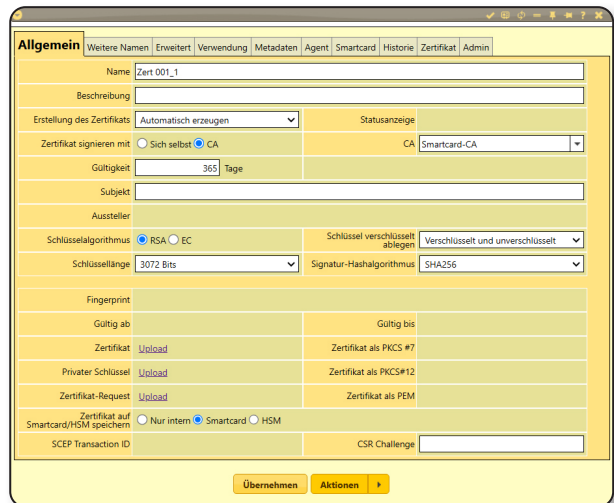 Allgemein Weitere Namen Erweitert Verwendung Metadaten Agent Smartcard Historie Zertifikat Admin
Name Zert 001_1
Beschreibung
Erstellung des Zertifikats Automatisch erzeugen Statusanzeige
Zertifikat signieren mit Sich selbst CA CA Smartcard-CA
Gültigkeit 365 Tage
Subjekt
Aussteller
Schlüsselalgorithmus RSA EC Schlüssel verschlüsselt
ablegen Verschlüsselt und unverschlüsselt
Schlüssellänge 3072 Bits Signatur-Hashalgorithmus SHA256
Fingerprint
Gültig ab Gültig bis
Zertifikat Upload Zertifikat als PKCS #7
Privater Schlüssel Upload Zertifikat als PKCS#12
Zertifikat-Request Upload Zertifikat als PEM
Zertifikat auf
Smartcard/HSM speichern Nur intern Smartcard HSM
SCEP Transaction ID CSR Challenge
Übernehmen Aktionen